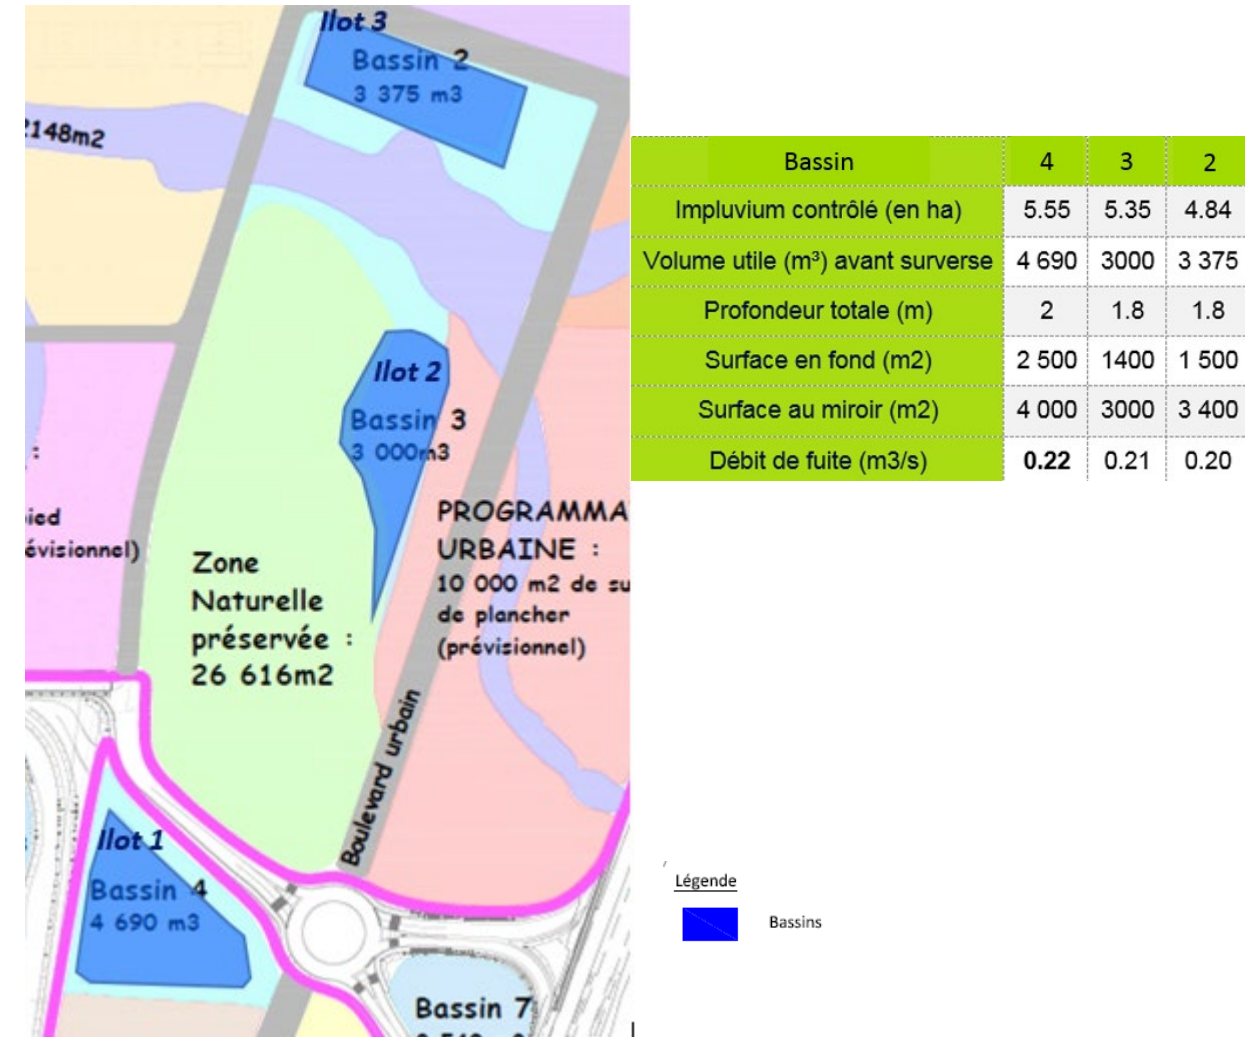 Ilot 3
Bassin 2
3 375 m3
2148m2
Ilot 2
Bassin 3
3 000m3
PROGRAMMA
URBAINE :
10 000 m2 de su
de plancher
(prévisionnel)
:
ied
évisionnel)
Zone
Naturelle
préservée :
26 616m2
Boulevard urbain
Ilot 1
Bassin 4
4 690 m3
Bassin 7
Bassin 4 3 2
Impluvium contrôlé (en ha) 5.55 5.35 4.84
Volume utile (m³) avant surverse 4 690 3000 3 375
Profondeur totale (m) 2 1.8 1.8
Surface en fond (m2) 2 500 1400 1 500
Surface au miroir (m2) 4 000 3000 3 400
Débit de fuite (m3/s) 0.22 0.21 0.20
Légende
Bassins